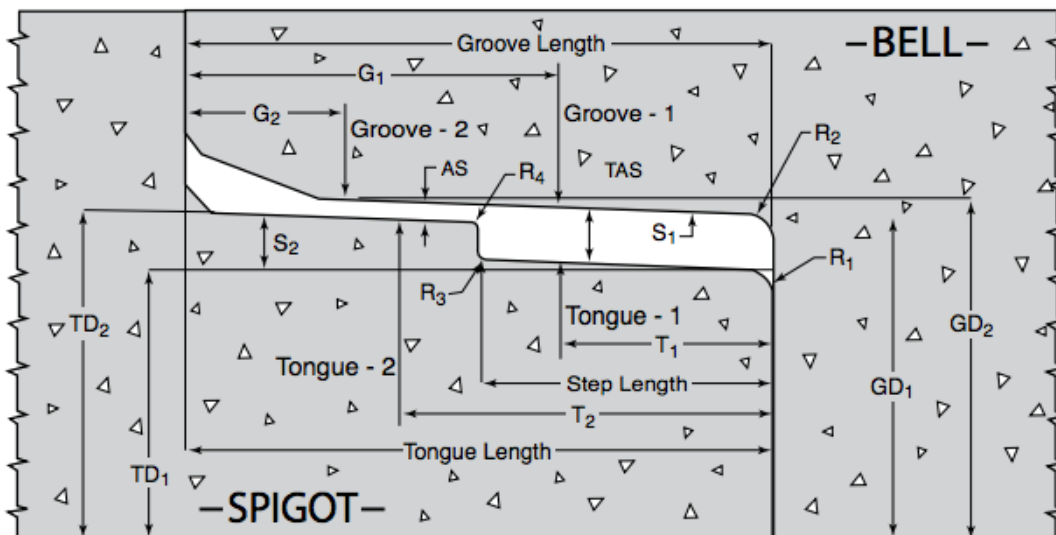 Groove Length
–BELL–
G₁
G₂
Groove - 2
Groove - 1
R₂
AS
R₄
TAS
S₂
S₁
R₁
R₃
TD₂
Tongue - 1
GD₂
T₁
Tongue - 2
Step Length
GD₁
T₂
Tongue Length
TD₁
–SPIGOT–